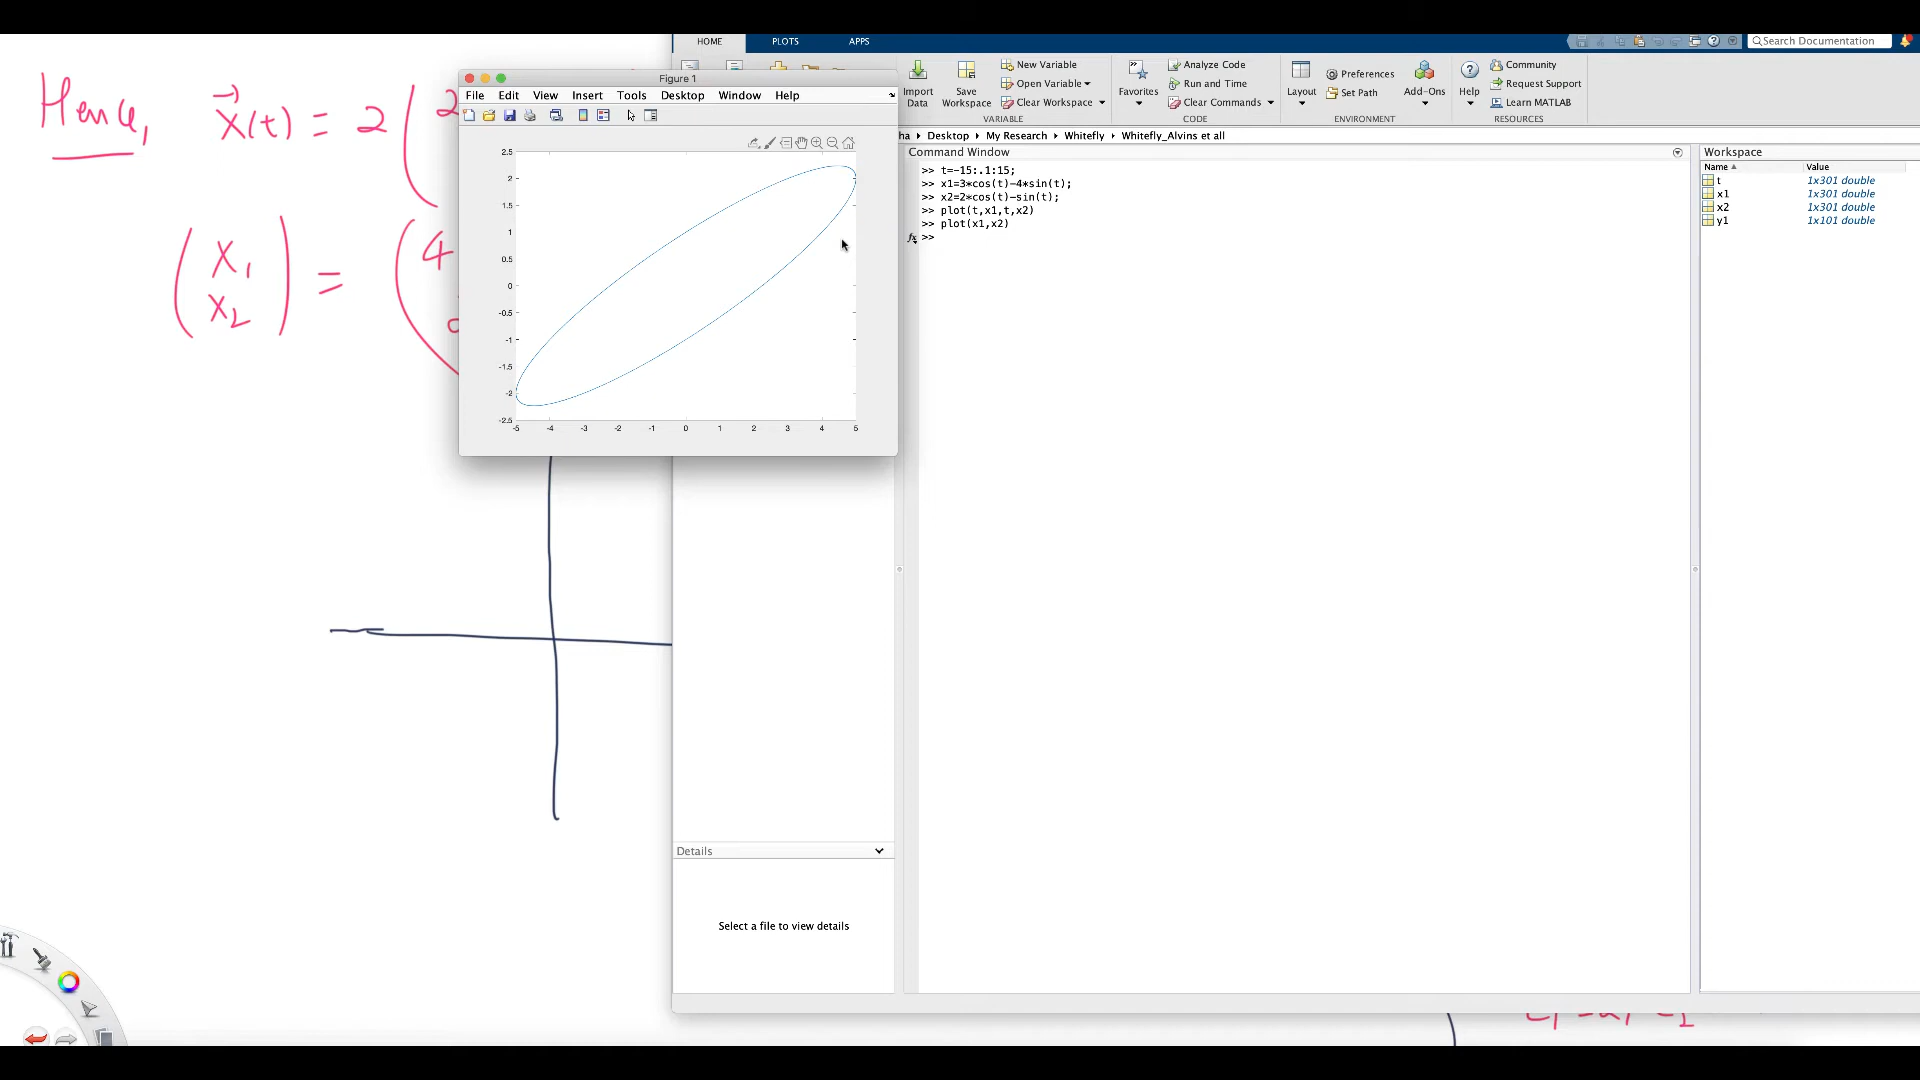 HOME PLOTS APPS
Search Documentation
Figure 1
File Edit View Insert Tools Desktop Window Help
Import Data
Save Workspace
New Variable
Open Variable
Clear Workspace
VARIABLE
Favorites
Analyze Code
Run and Time
Clear Commands
CODE
Layout
Preferences
Set Path
ENVIRONMENT
Add-Ons
Help
Community
Request Support
Learn MATLAB
RESOURCES
Desktop My Research Whitefly Whitefly_Alvins et all
Command Window
>> t=-15:.1:15;
>> x1=3*cos(t)-4*sin(t);
>> x2=2*cos(t)-sin(t);
>> plot(t,x1,t,x2)
>> plot(x1,x2)
fx >>
Workspace
Name Value
t 1x301 double
x1 1x301 double
x2 1x301 double
y1 1x101 double
2.5
2
1.5
1
0.5
0
-0.5
-1
-1.5
-2
-2.5
-5 -4 -3 -2 -1 0 1 2 3 4 5
Hence, x(t) = 2 ( 2
( x1 x2 ) = ( 4
Details
Select a file to view details